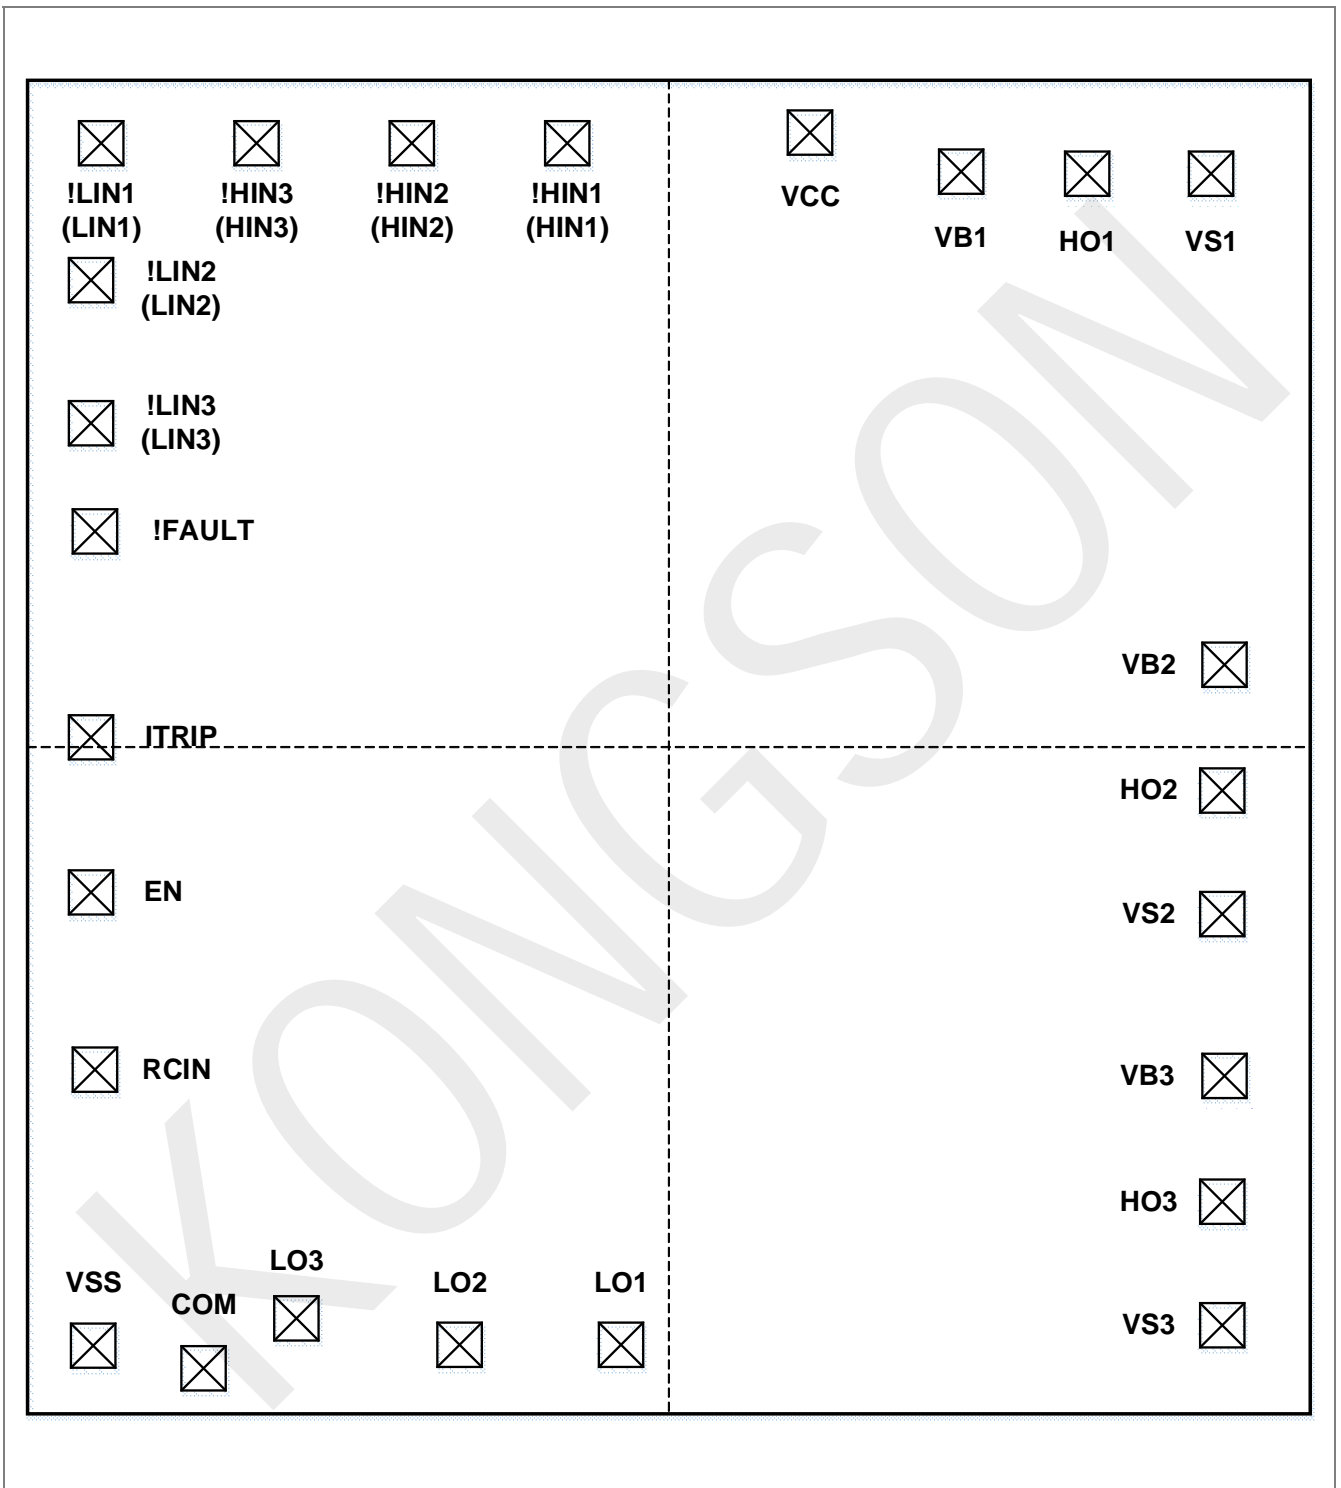 !LIN1
(LIN1)
!HIN3
(HIN3)
!HIN2
(HIN2)
!HIN1
(HIN1)
VCC
VB1
HO1
VS1
!LIN2
(LIN2)
!LIN3
(LIN3)
!FAULT
VB2
ITRIP
HO2
EN
VS2
RCIN
VB3
HO3
LO3
VSS
COM
LO2
LO1
VS3
KONGSON